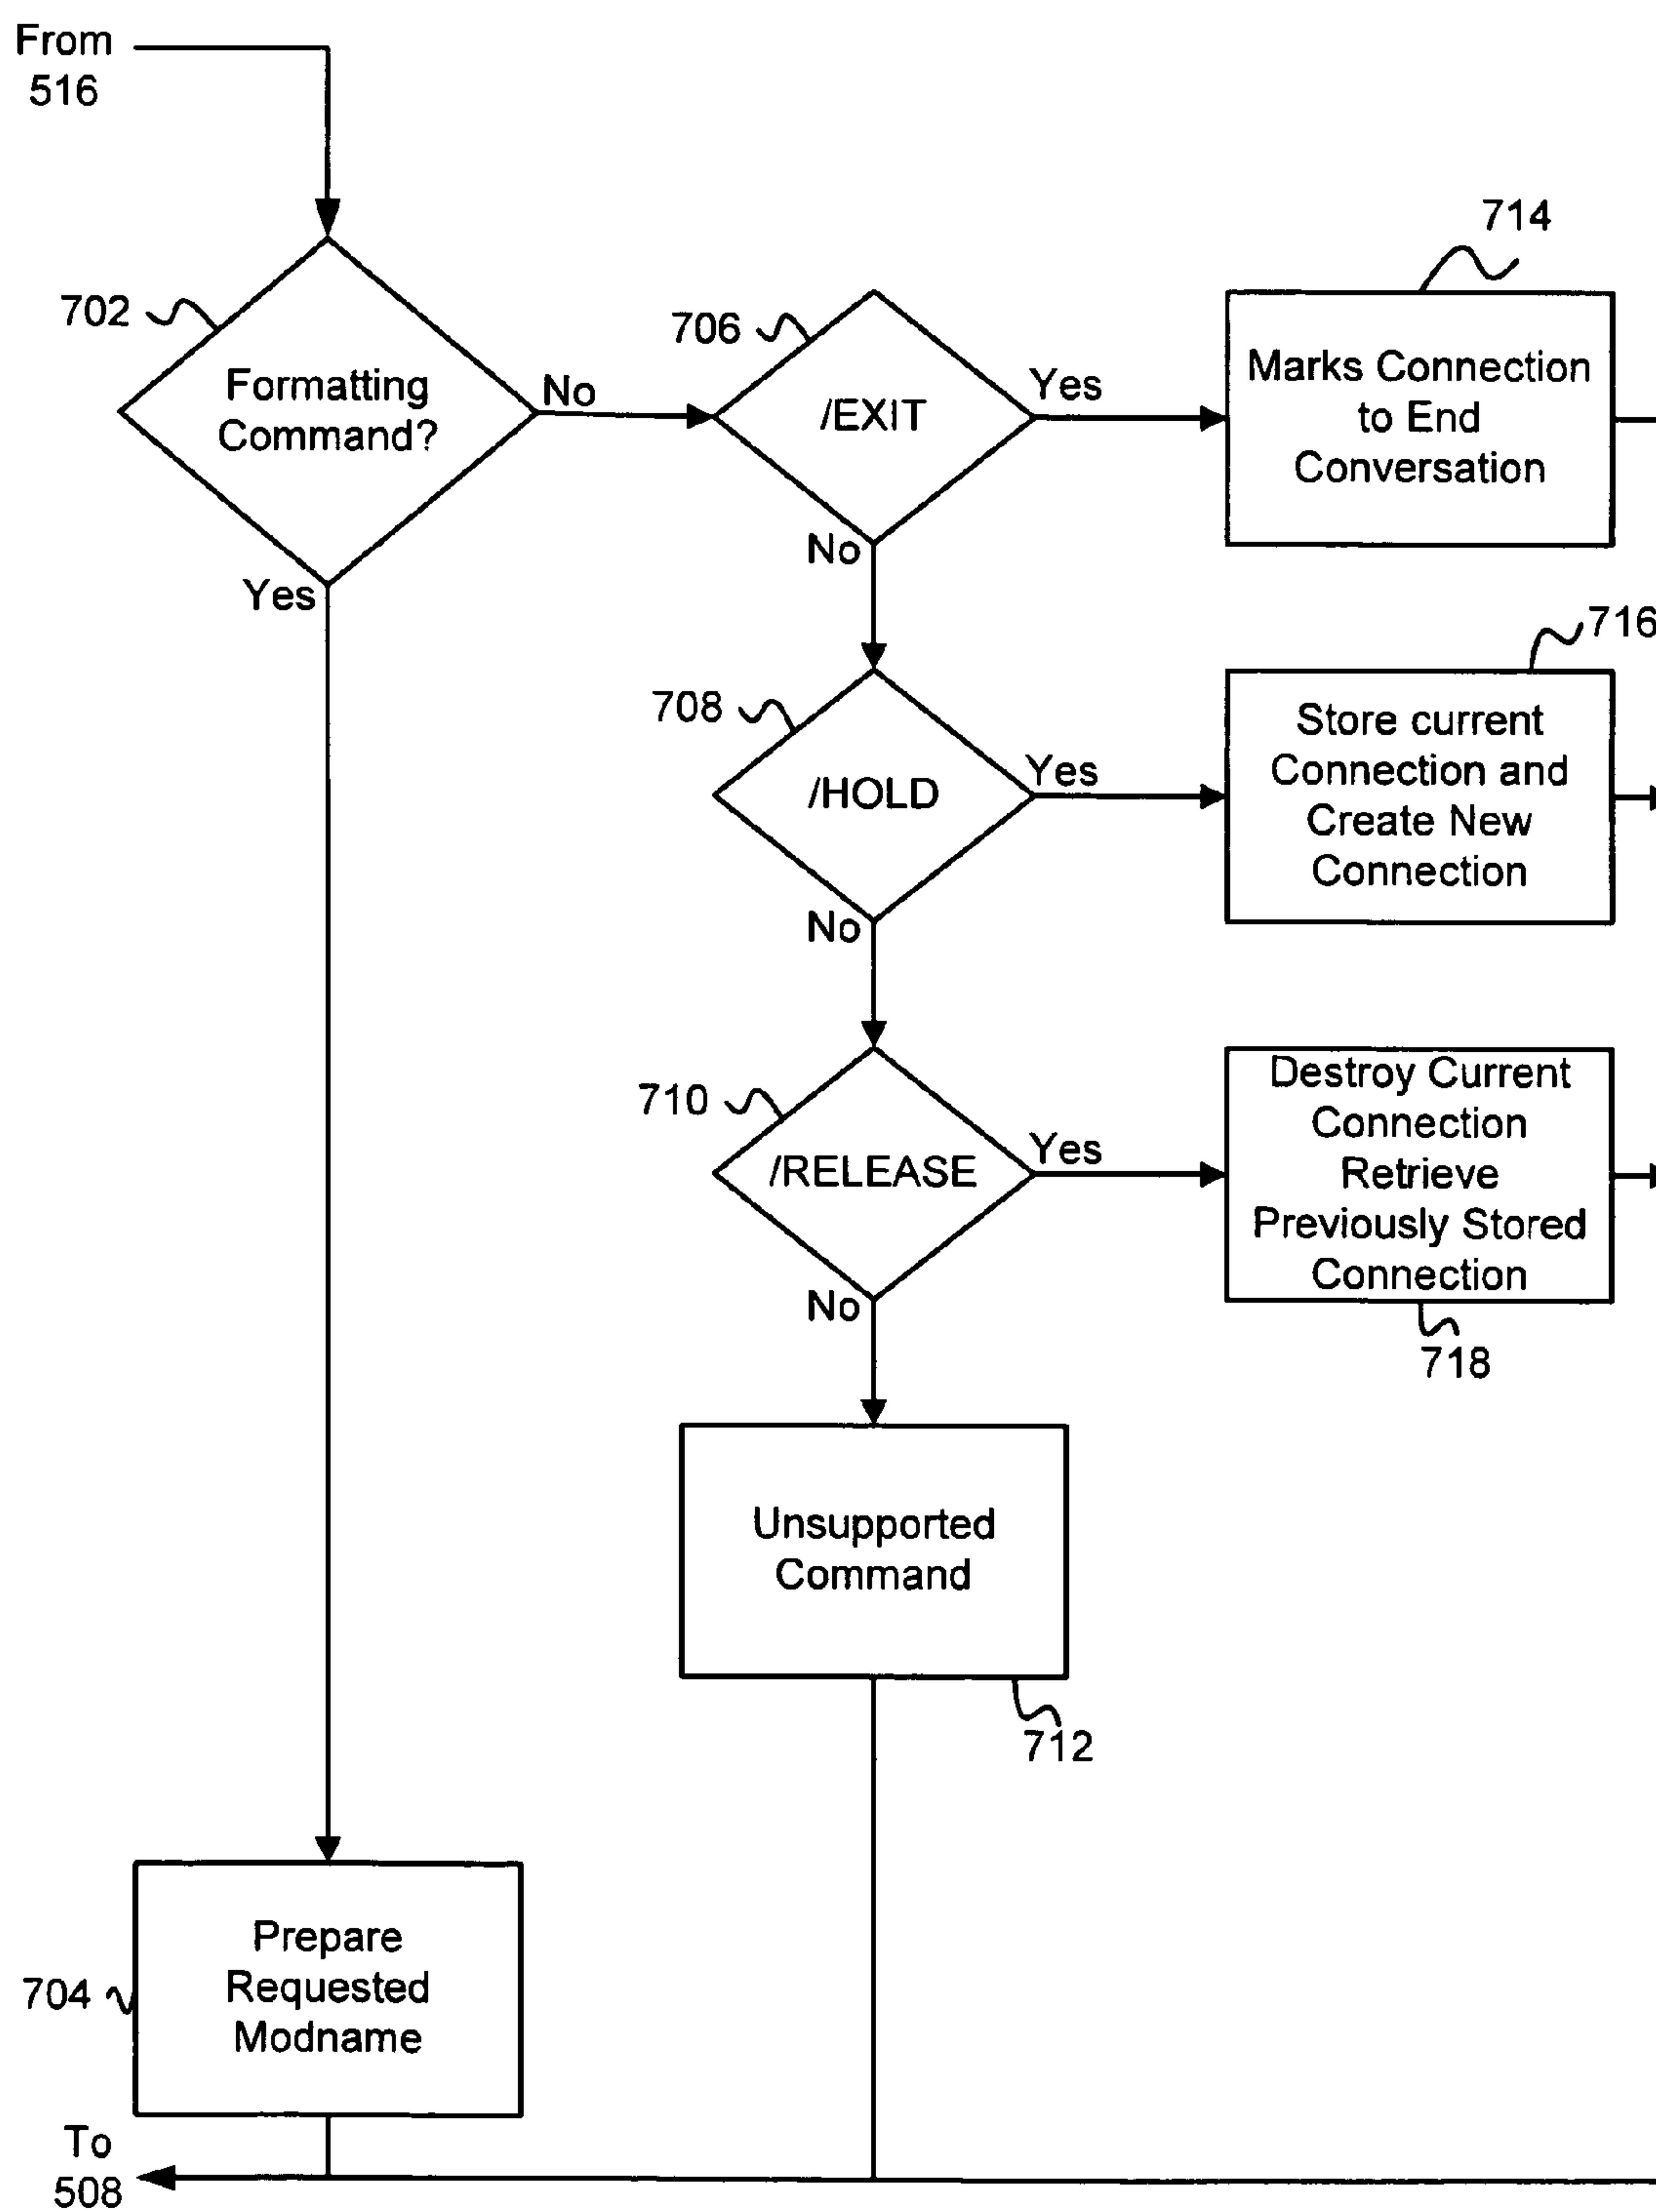 From
516
702
Formatting
Command?
No
Yes
706
/EXIT
Yes
No
714
Marks Connection
to End
Conversation
708
/HOLD
Yes
No
716
Store current
Connection and
Create New
Connection
710
/RELEASE
Yes
No
Destroy Current
Connection
Retrieve
Previously Stored
Connection
718
Unsupported
Command
712
704
Prepare
Requested
Modname
To
508